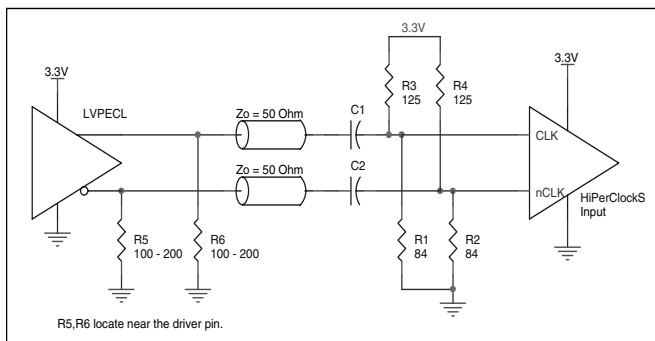 3.3V
3.3V
3.3V
LVPECL
Zo = 50 Ohm
C1
R3
125
R4
125
CLK
Zo = 50 Ohm
C2
nCLK
HiPerClockS
Input
R5
100 - 200
R6
100 - 200
R1
84
R2
84
R5,R6 locate near the driver pin.